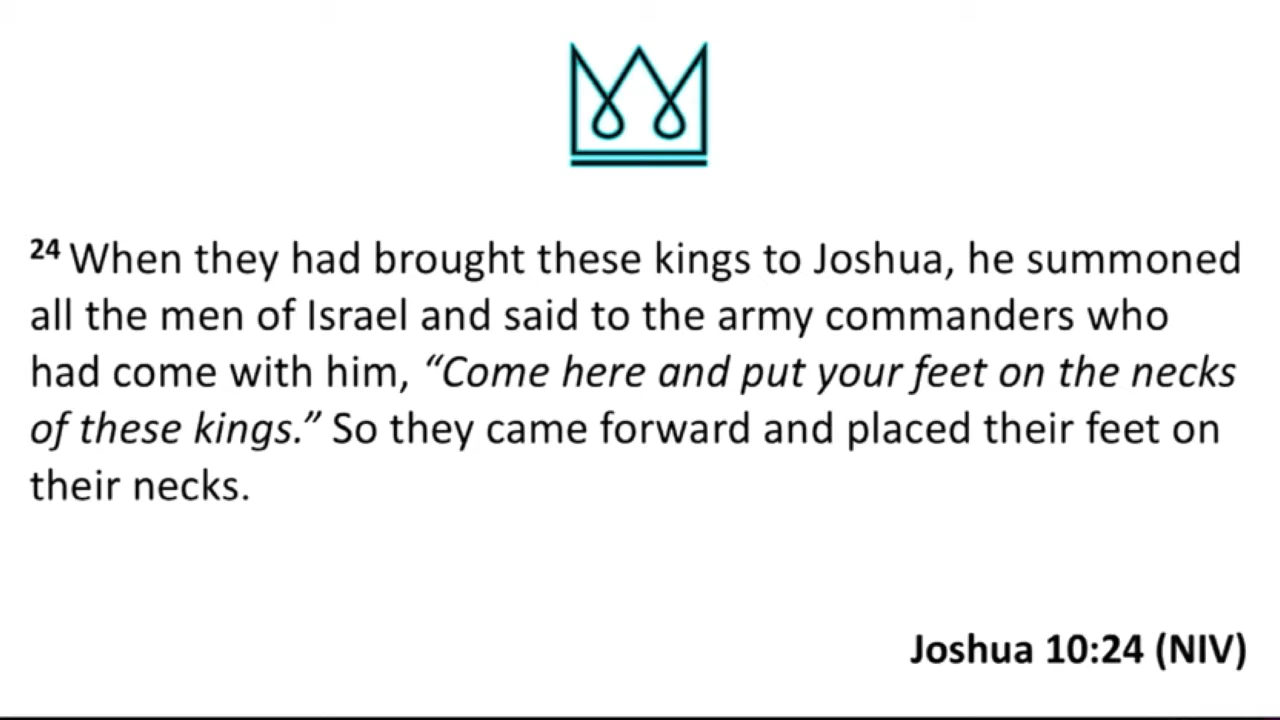 24 When they had brought these kings to Joshua, he summoned
all the men of Israel and said to the army commanders who
had come with him, “Come here and put your feet on the necks
of these kings.” So they came forward and placed their feet on
their necks.
Joshua 10:24 (NIV)